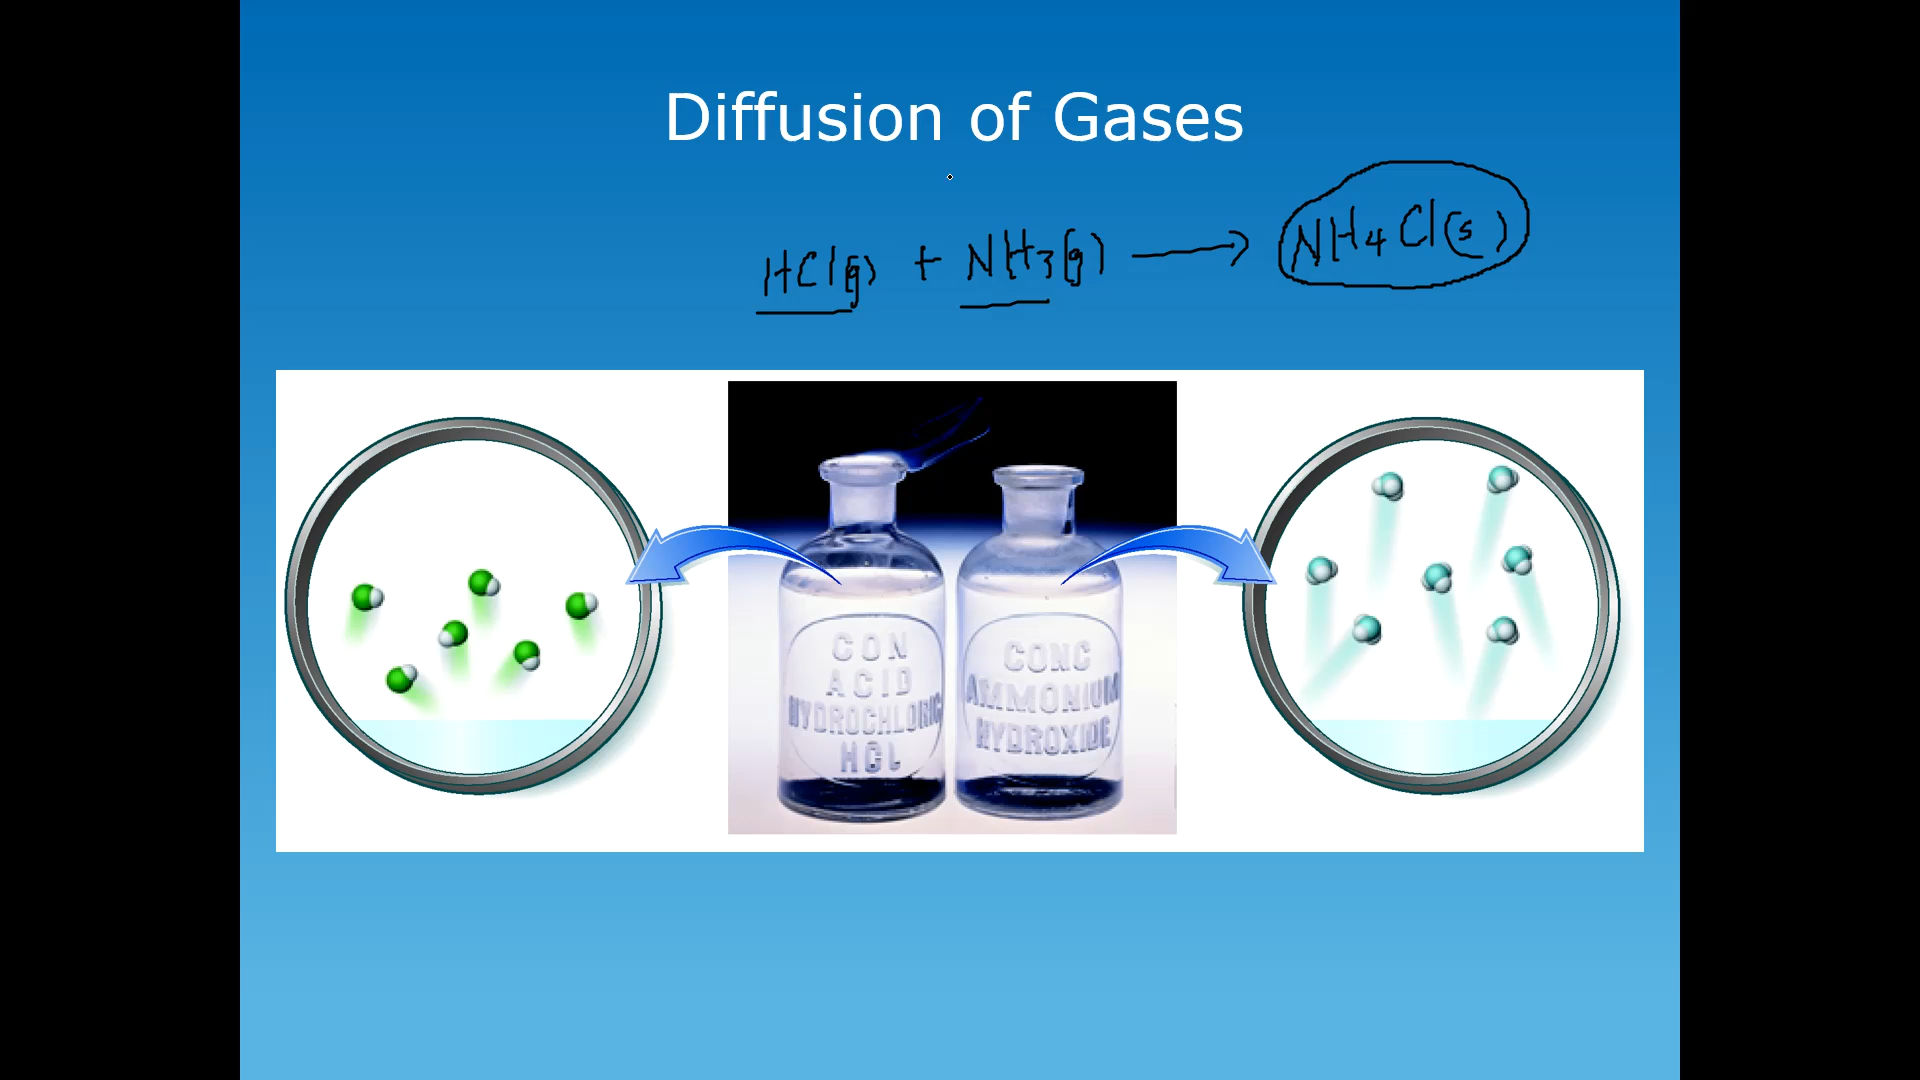 Diffusion of Gases
HCl(g) + NH3(g) → NH4Cl(s)
CON
ACID
HYDROCHLORIC
HCL
CONC
AMMONIUM
HYDROXIDE